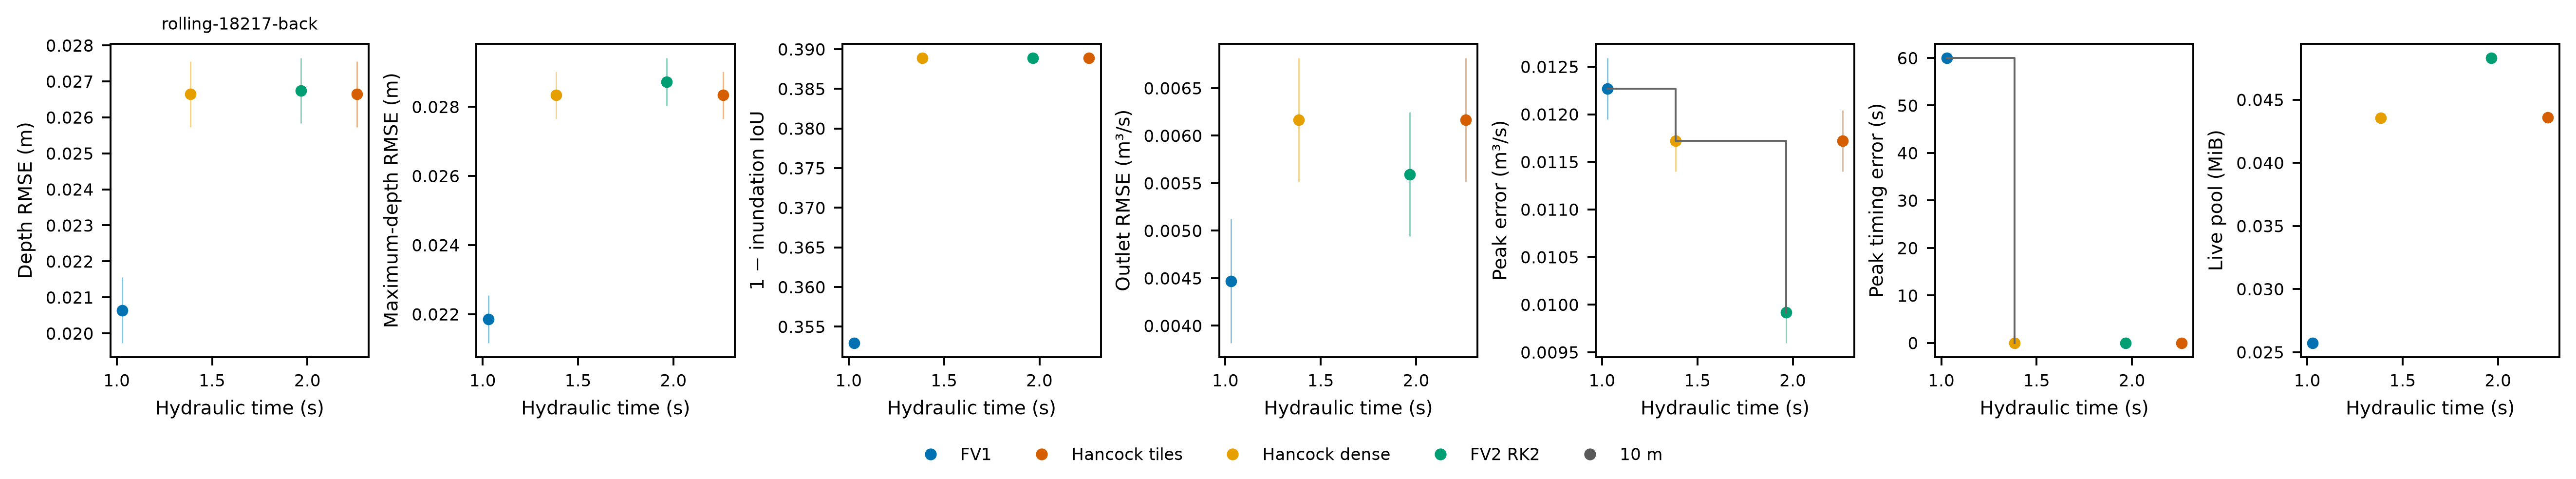 rolling-18217-back
Depth RMSE (m)
0.028
0.027
0.026
0.025
0.024
0.023
0.022
0.021
0.020
1.0 1.5 2.0
Hydraulic time (s)
Maximum-depth RMSE (m)
0.028
0.026
0.024
0.022
1.0 1.5 2.0
Hydraulic time (s)
1 − inundation IoU
0.390
0.385
0.380
0.375
0.370
0.365
0.360
0.355
1.0 1.5 2.0
Hydraulic time (s)
Outlet RMSE (m³/s)
0.0065
0.0060
0.0055
0.0050
0.0045
0.0040
1.0 1.5 2.0
Hydraulic time (s)
Peak error (m³/s)
0.0125
0.0120
0.0115
0.0110
0.0105
0.0100
0.0095
1.0 1.5 2.0
Hydraulic time (s)
Peak timing error (s)
60
50
40
30
20
10
0
1.0 1.5 2.0
Hydraulic time (s)
Live pool (MiB)
0.045
0.040
0.035
0.030
0.025
1.0 1.5 2.0
Hydraulic time (s)
FV1 Hancock tiles Hancock dense FV2 RK2 10 m